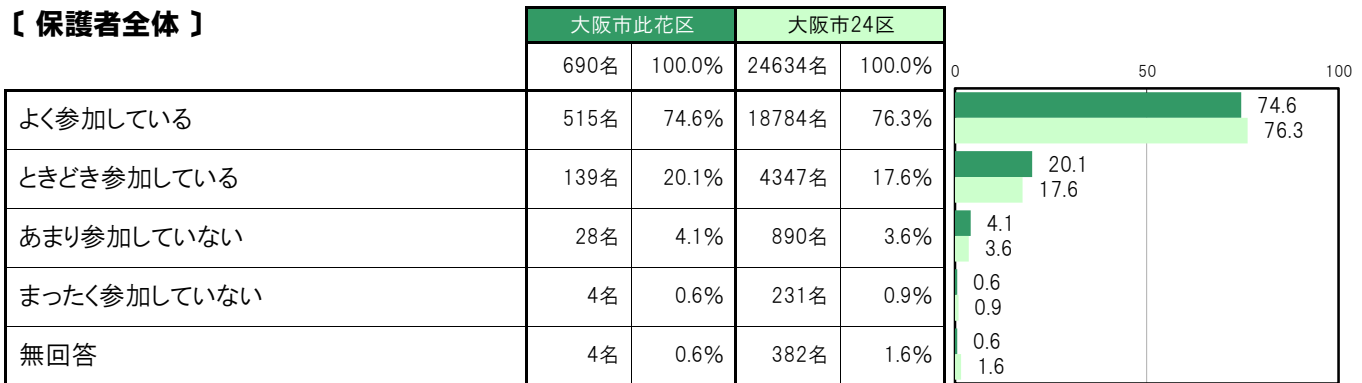 〔 保護者全体 〕
大阪市此花区 大阪市24区
690名 100.0% 24634名 100.0%
0 50 100
よく参加している 515名 74.6% 18784名 76.3% 74.6
76.3
ときどき参加している 139名 20.1% 4347名 17.6% 20.1
17.6
あまり参加していない 28名 4.1% 890名 3.6% 4.1
3.6
まったく参加していない 4名 0.6% 231名 0.9% 0.6
0.9
無回答 4名 0.6% 382名 1.6% 0.6
1.6